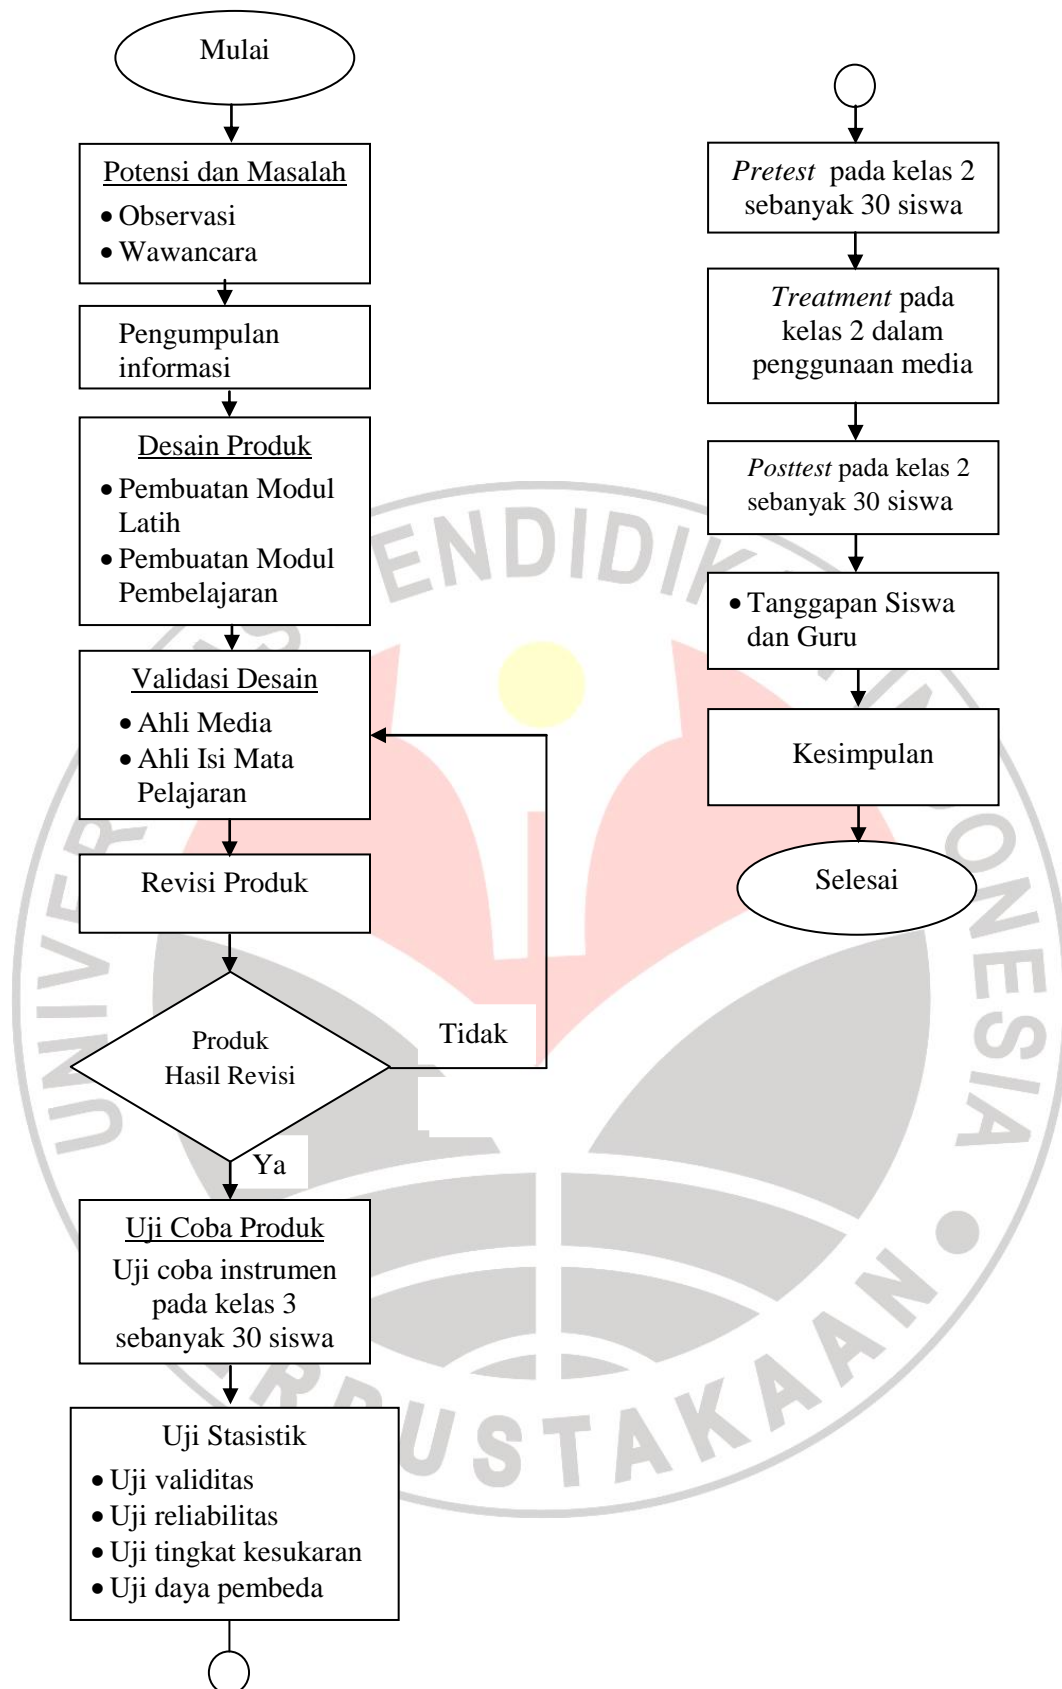 Mulai
Potensi dan Masalah
• Observasi
• Wawancara
Pengumpulan
informasi
Desain Produk
• Pembuatan Modul
Latih
• Pembuatan Modul
Pembelajaran
Validasi Desain
• Ahli Media
• Ahli Isi Mata
Pelajaran
Revisi Produk
Produk
Hasil Revisi
Tidak
Ya
Uji Coba Produk
Uji coba instrumen
pada kelas 3
sebanyak 30 siswa
Uji Stasistik
• Uji validitas
• Uji reliabilitas
• Uji tingkat kesukaran
• Uji daya pembeda
Pretest pada kelas 2
sebanyak 30 siswa
Treatment pada
kelas 2 dalam
penggunaan media
Posttest pada kelas 2
sebanyak 30 siswa
• Tanggapan Siswa
dan Guru
Kesimpulan
Selesai